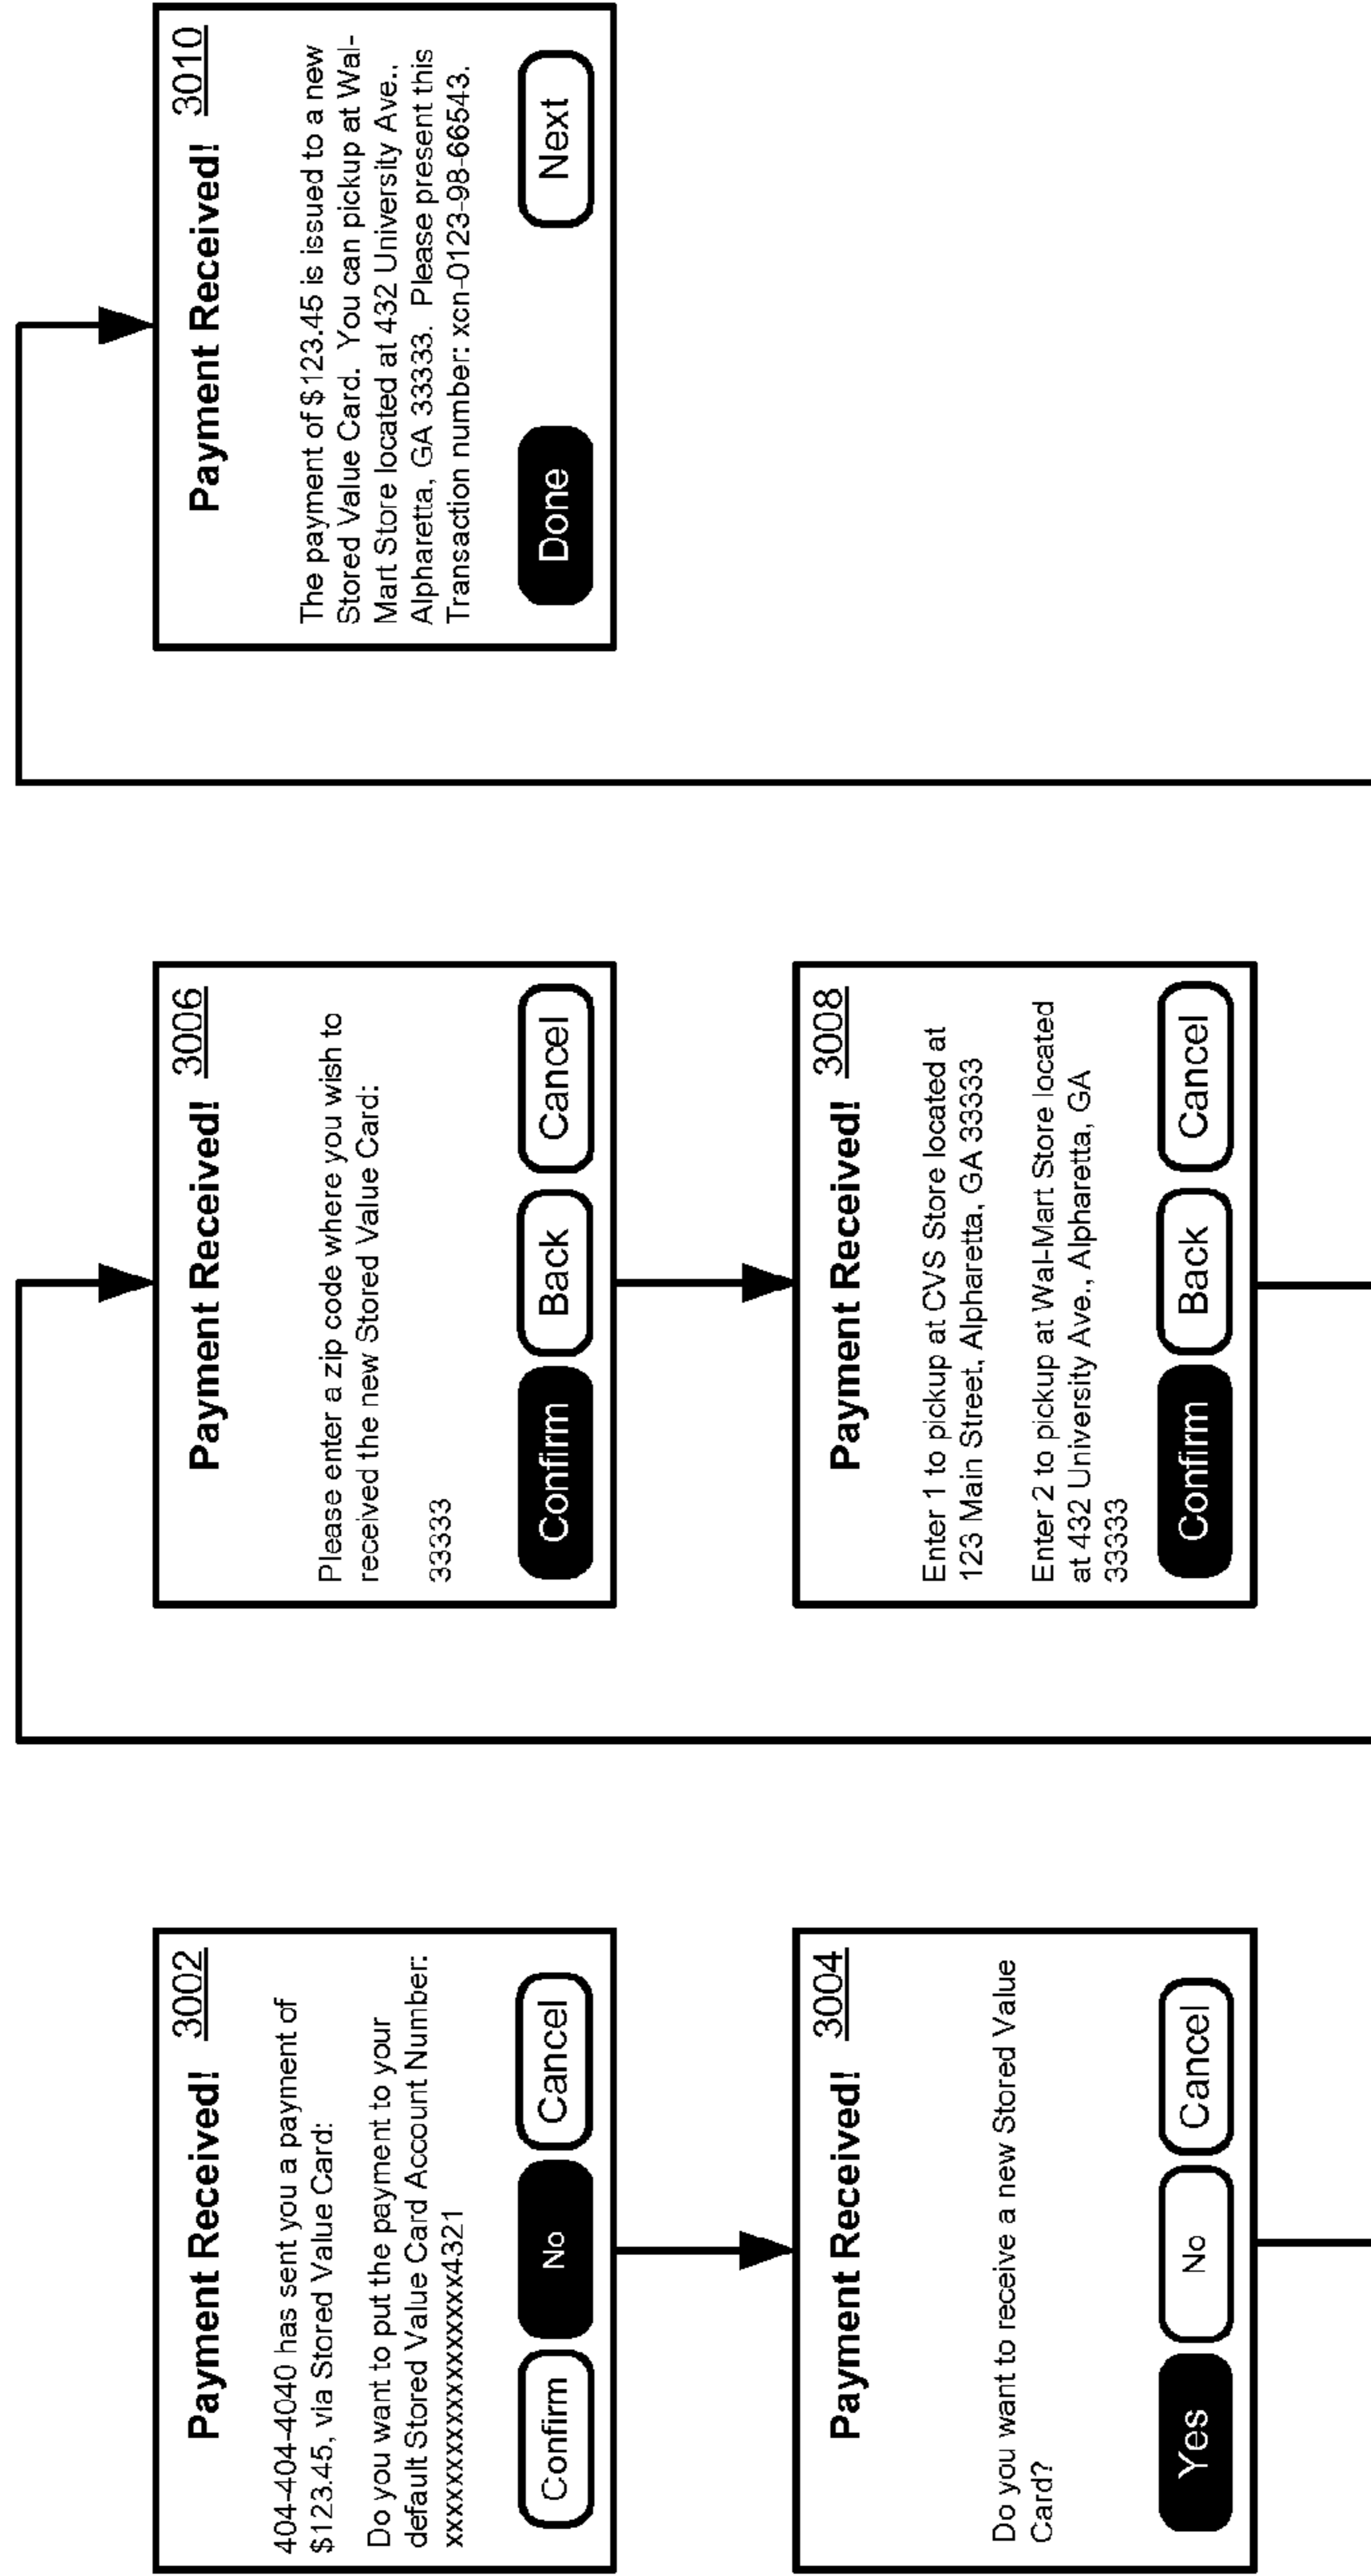 Payment Received! 3002
404-404-4040 has sent you a payment of
$123.45, via Stored Value Card:
Do you want to put the payment to your
default Stored Value Card Account Number:
xxxxxxxxxxxxxxxxx4321
Confirm No Cancel
Payment Received! 3004
Do you want to receive a new Stored Value
Card?
Yes No Cancel
Payment Received! 3006
Please enter a zip code where you wish to
received the new Stored Value Card:
33333
Confirm Back Cancel
Payment Received! 3008
Enter 1 to pickup at CVS Store located at
123 Main Street, Alpharetta, GA 33333
Enter 2 to pickup at Wal-Mart Store located
at 432 University Ave., Alpharetta, GA
33333
Confirm Back Cancel
Payment Received! 3010
The payment of $123.45 is issued to a new
Stored Value Card. You can pickup at Wal-
Mart Store located at 432 University Ave.,
Alpharetta, GA 33333. Please present this
Transaction number: xcn-0123-98-66543.
Done Next